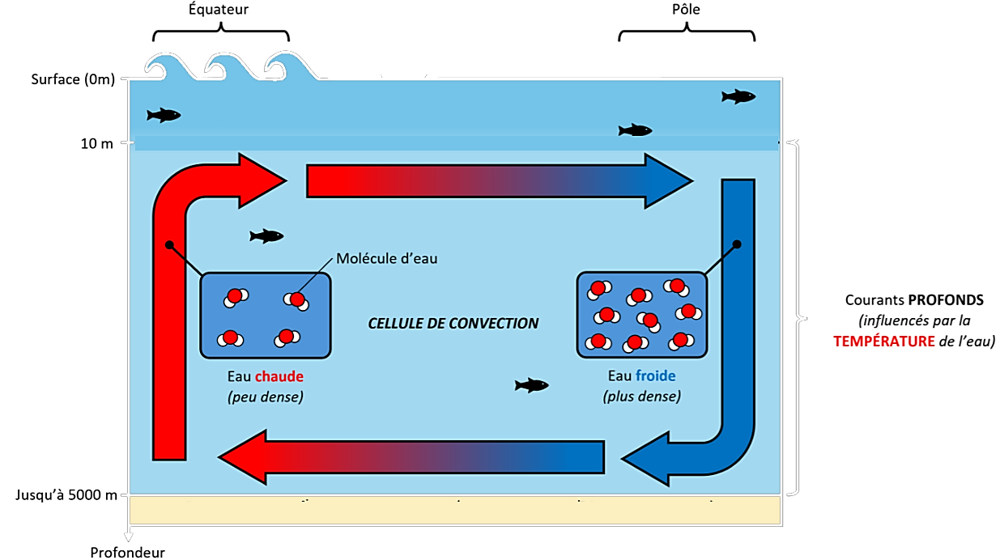 Équateur
Pôle
Surface (0m)
10 m
Molécule d’eau
CELLULE DE CONVECTION
Courants PROFONDS
(influencés par la
TEMPÉRATURE de l’eau)
Eau chaude
(peu dense)
Eau froide
(plus dense)
Jusqu’à 5000 m
Profondeur